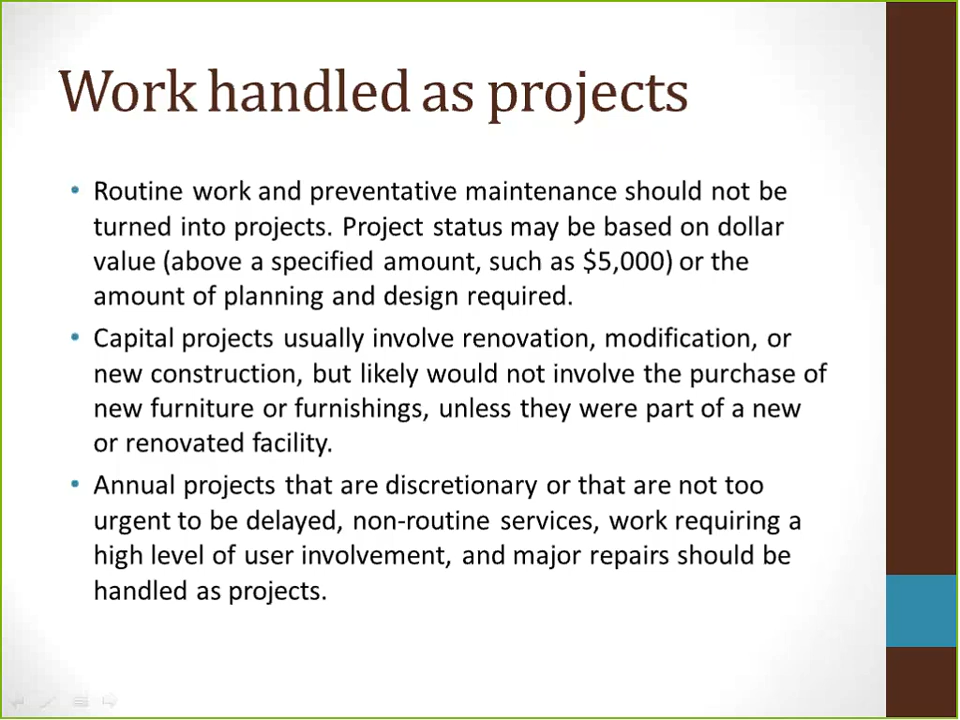 Work handled as projects
• Routine work and preventative maintenance should not be
turned into projects. Project status may be based on dollar
value (above a specified amount, such as $5,000) or the
amount of planning and design required.
• Capital projects usually involve renovation, modification, or
new construction, but likely would not involve the purchase of
new furniture or furnishings, unless they were part of a new
or renovated facility.
• Annual projects that are discretionary or that are not too
urgent to be delayed, non-routine services, work requiring a
high level of user involvement, and major repairs should be
handled as projects.